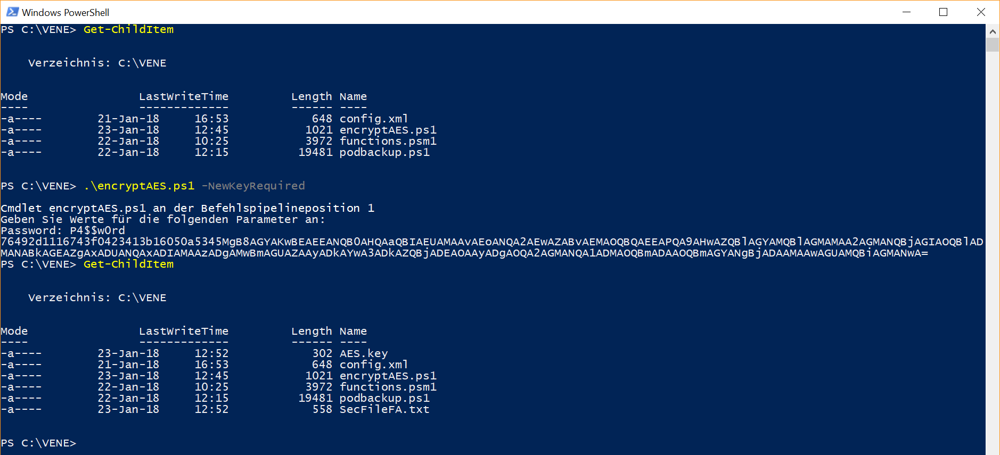 Windows PowerShell
PS C:\VENE> Get-ChildItem
Verzeichnis: C:\VENE
Mode LastWriteTime Length Name
---- ------------- ------ ----
-a---- 21-Jan-18 16:53 648 config.xml
-a---- 23-Jan-18 12:45 1021 encryptAES.ps1
-a---- 22-Jan-18 10:25 3972 functions.psm1
-a---- 22-Jan-18 12:15 19481 podbackup.ps1
PS C:\VENE> .\encryptAES.ps1 -NewKeyRequired
Cmdlet encryptAES.ps1 an der Befehlspipelineposition 1
Geben Sie Werte für die folgenden Parameter an:
Password: P4$$w0rd
76492d1116743f0423413b16050a5345MgB8AGYAKwBEAEEANQB0AHQAaQBIAEUAMAAvAEoANQA2AEwAZABvAEMAOQBQAEEAPQA9AHwAZQBlAGYAMQBlAGMAMAA2AGMANQBjAGIAOQBlAD
MANABkAGEAZgAxADUANQAxADIAMAAzADgAMwBmAGUAZAAyADkAYwA3ADkAZQBjADEAOAAyADgAOQA2AGMANQA1ADMAOQBmADAAOQBmAGYANgBjADAAMAAwAGUAMQBiAGMANwA=
PS C:\VENE> Get-ChildItem
Verzeichnis: C:\VENE
Mode LastWriteTime Length Name
---- ------------- ------ ----
-a---- 23-Jan-18 12:52 302 AES.key
-a---- 21-Jan-18 16:53 648 config.xml
-a---- 23-Jan-18 12:45 1021 encryptAES.ps1
-a---- 22-Jan-18 10:25 3972 functions.psm1
-a---- 22-Jan-18 12:15 19481 podbackup.ps1
-a---- 23-Jan-18 12:52 558 SecFileFA.txt
PS C:\VENE>